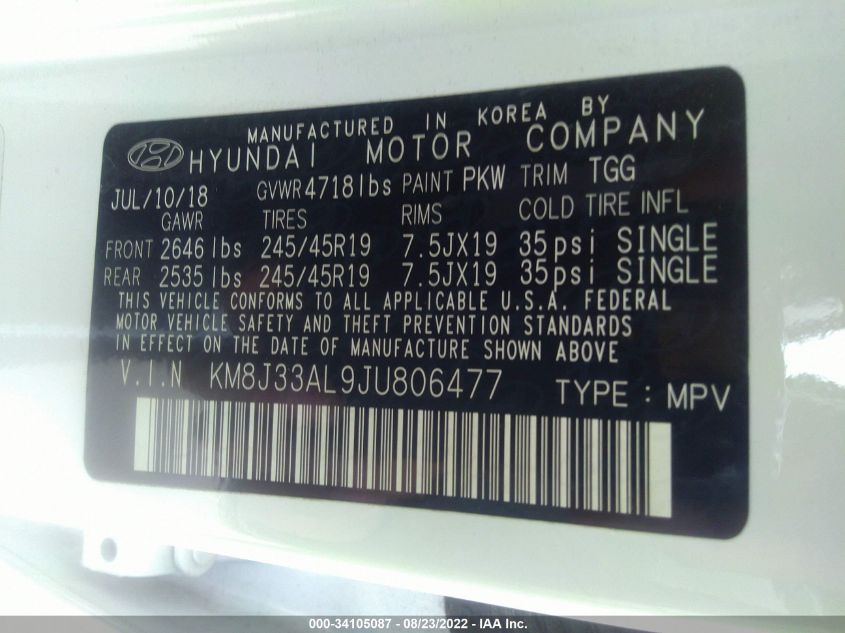 MANUFACTURED IN KOREA BY
HYUNDAI MOTOR COMPANY
JUL/10/18 GVWR 4718lbs PAINT PKW TRIM TGG
GAWR TIRES RIMS COLD TIRE INFL
FRONT 2646 lbs 245/45R19 7.5JX19 35psi SINGLE
REAR 2535 lbs 245/45R19 7.5JX19 35psi SINGLE
THIS VEHICLE CONFORMS TO ALL APPLICABLE U.S.A. FEDERAL
MOTOR VEHICLE SAFETY AND THEFT PREVENTION STANDARDS
IN EFFECT ON THE DATE OF MANUFACTURE SHOWN ABOVE
V.I.N KM8J33AL9JU806477 TYPE : MPV
000-34105087 - 08/23/2022 - IAA Inc.